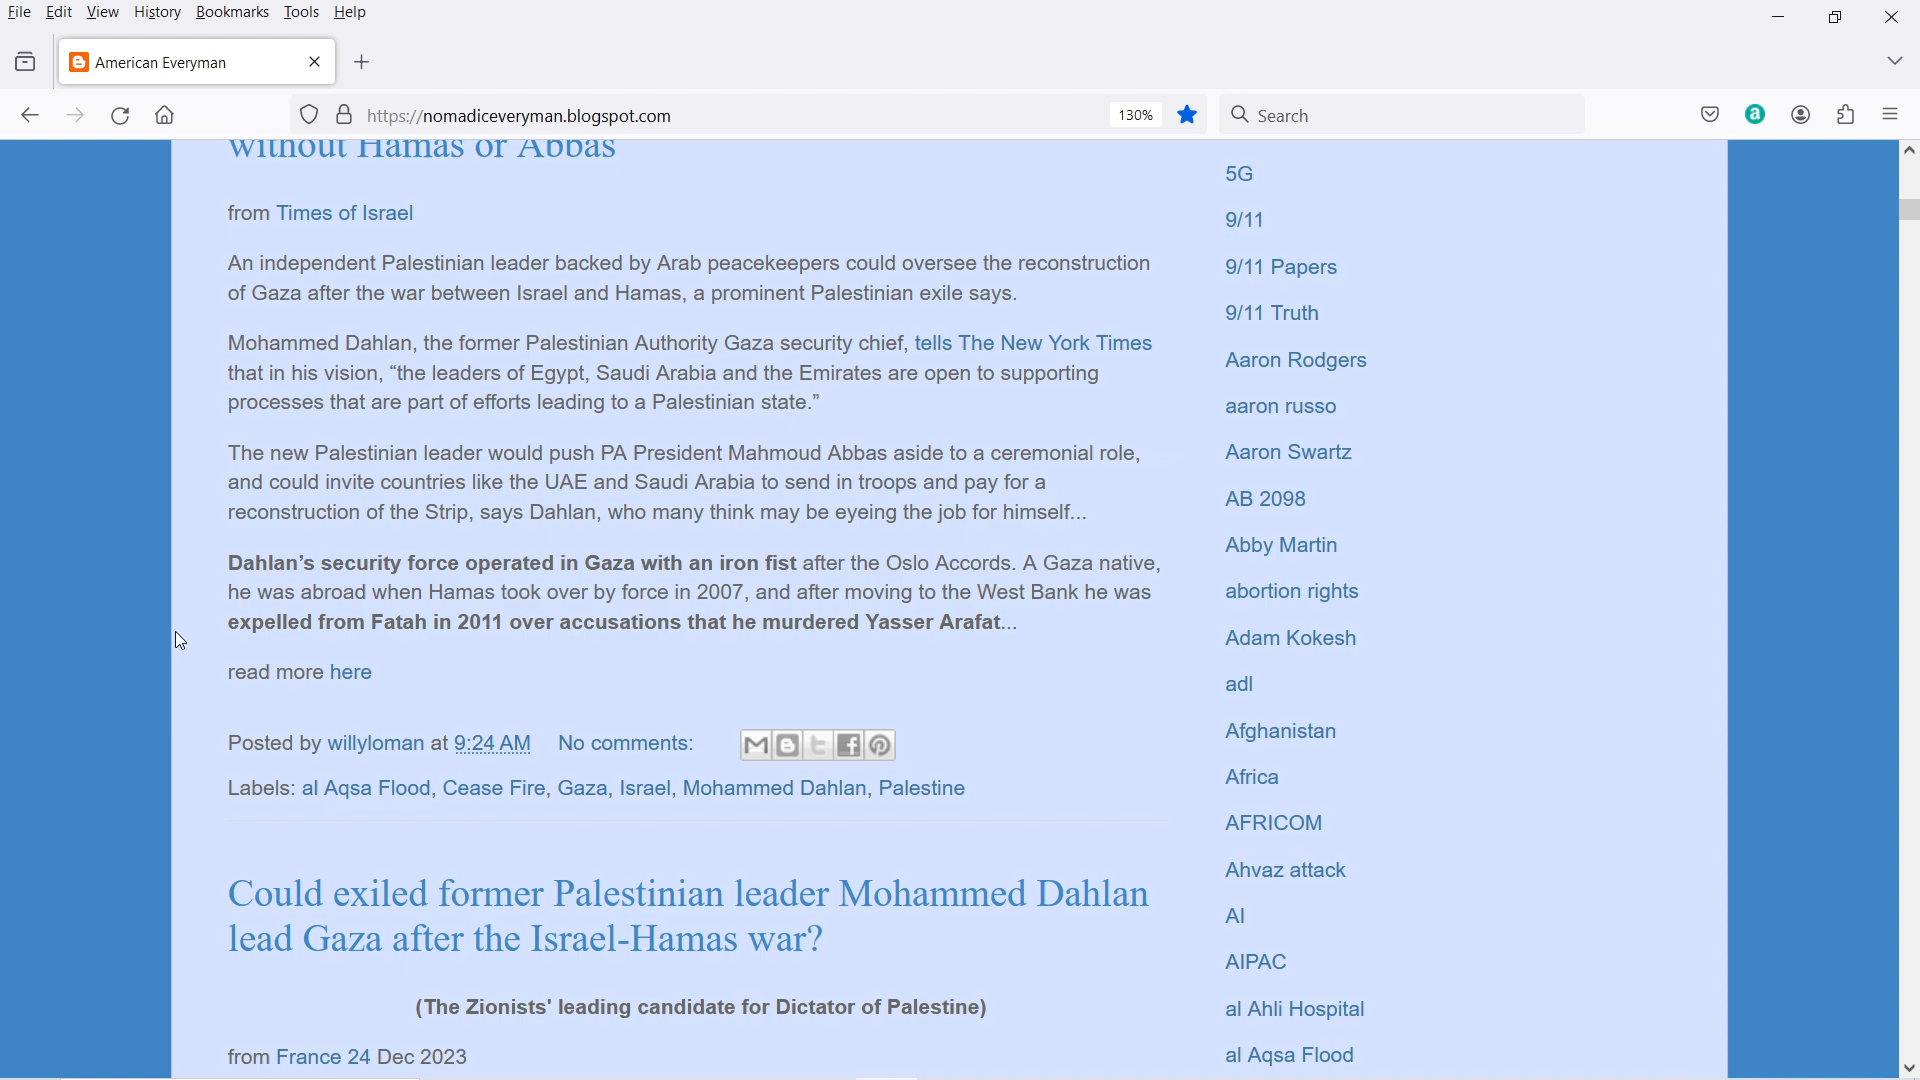 File Edit View History Bookmarks Tools Help
American Everyman
https://nomadiceveryman.blogspot.com
130%
Search
without Hamas or Abbas
from Times of Israel
An independent Palestinian leader backed by Arab peacekeepers could oversee the reconstruction
of Gaza after the war between Israel and Hamas, a prominent Palestinian exile says.
Mohammed Dahlan, the former Palestinian Authority Gaza security chief, tells The New York Times
that in his vision, “the leaders of Egypt, Saudi Arabia and the Emirates are open to supporting
processes that are part of efforts leading to a Palestinian state.”
The new Palestinian leader would push PA President Mahmoud Abbas aside to a ceremonial role,
and could invite countries like the UAE and Saudi Arabia to send in troops and pay for a
reconstruction of the Strip, says Dahlan, who many think may be eyeing the job for himself...
Dahlan’s security force operated in Gaza with an iron fist after the Oslo Accords. A Gaza native,
he was abroad when Hamas took over by force in 2007, and after moving to the West Bank he was
expelled from Fatah in 2011 over accusations that he murdered Yasser Arafat...
read more here
Posted by willyloman at 9:24 AM No comments:
Labels: al Aqsa Flood, Cease Fire, Gaza, Israel, Mohammed Dahlan, Palestine
Could exiled former Palestinian leader Mohammed Dahlan
lead Gaza after the Israel-Hamas war?
(The Zionists' leading candidate for Dictator of Palestine)
from France 24 Dec 2023
5G
9/11
9/11 Papers
9/11 Truth
Aaron Rodgers
aaron russo
Aaron Swartz
AB 2098
Abby Martin
abortion rights
Adam Kokesh
adl
Afghanistan
Africa
AFRICOM
Ahvaz attack
AI
AIPAC
al Ahli Hospital
al Aqsa Flood